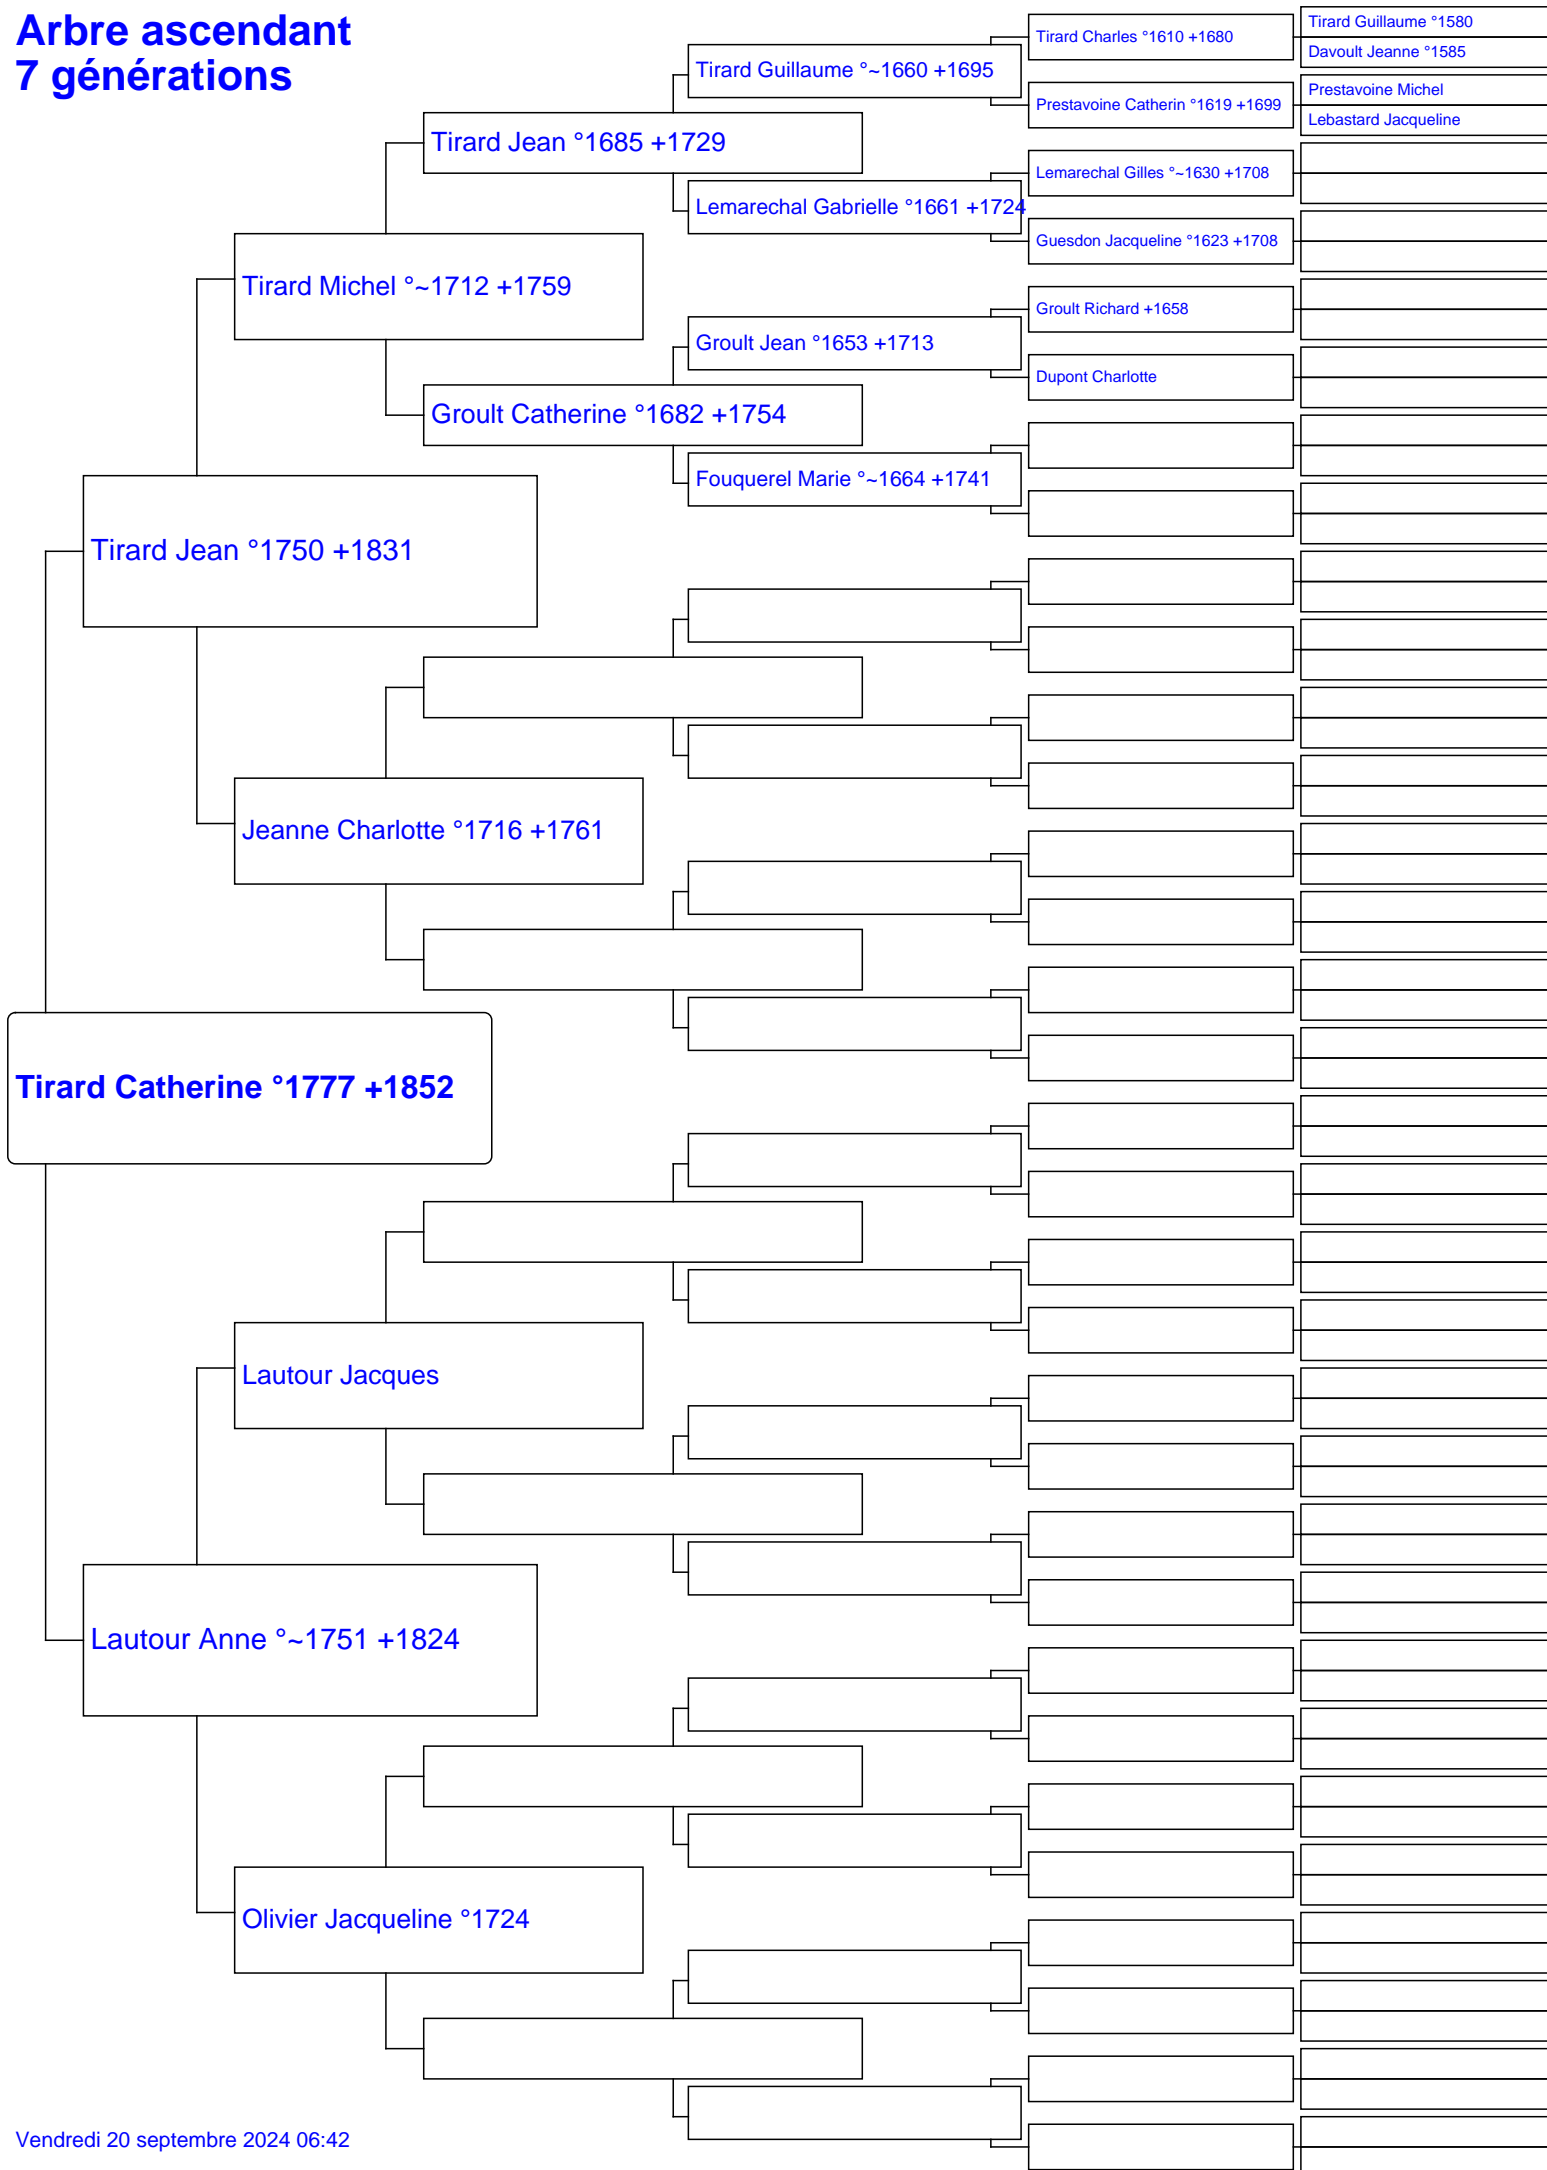 Arbre ascendant
7 générations
Tirard Guillaume °1580
Tirard Charles °1610 +1680
Davoult Jeanne °1585
Tirard Guillaume °~1660 +1695
Prestavoine Michel
Prestavoine Catherin °1619 +1699
Lebastard Jacqueline
Tirard Jean °1685 +1729
Lemarechal Gilles °~1630 +1708
Lemarechal Gabrielle °1661 +1724
Guesdon Jacqueline °1623 +1708
Tirard Michel °~1712 +1759
Groult Richard +1658
Groult Jean °1653 +1713
Dupont Charlotte
Groult Catherine °1682 +1754
Fouquerel Marie °~1664 +1741
Tirard Jean °1750 +1831
Jeanne Charlotte °1716 +1761
Tirard Catherine °1777 +1852
Lautour Jacques
Lautour Anne °~1751 +1824
Olivier Jacqueline °1724
Vendredi 20 septembre 2024 06:42